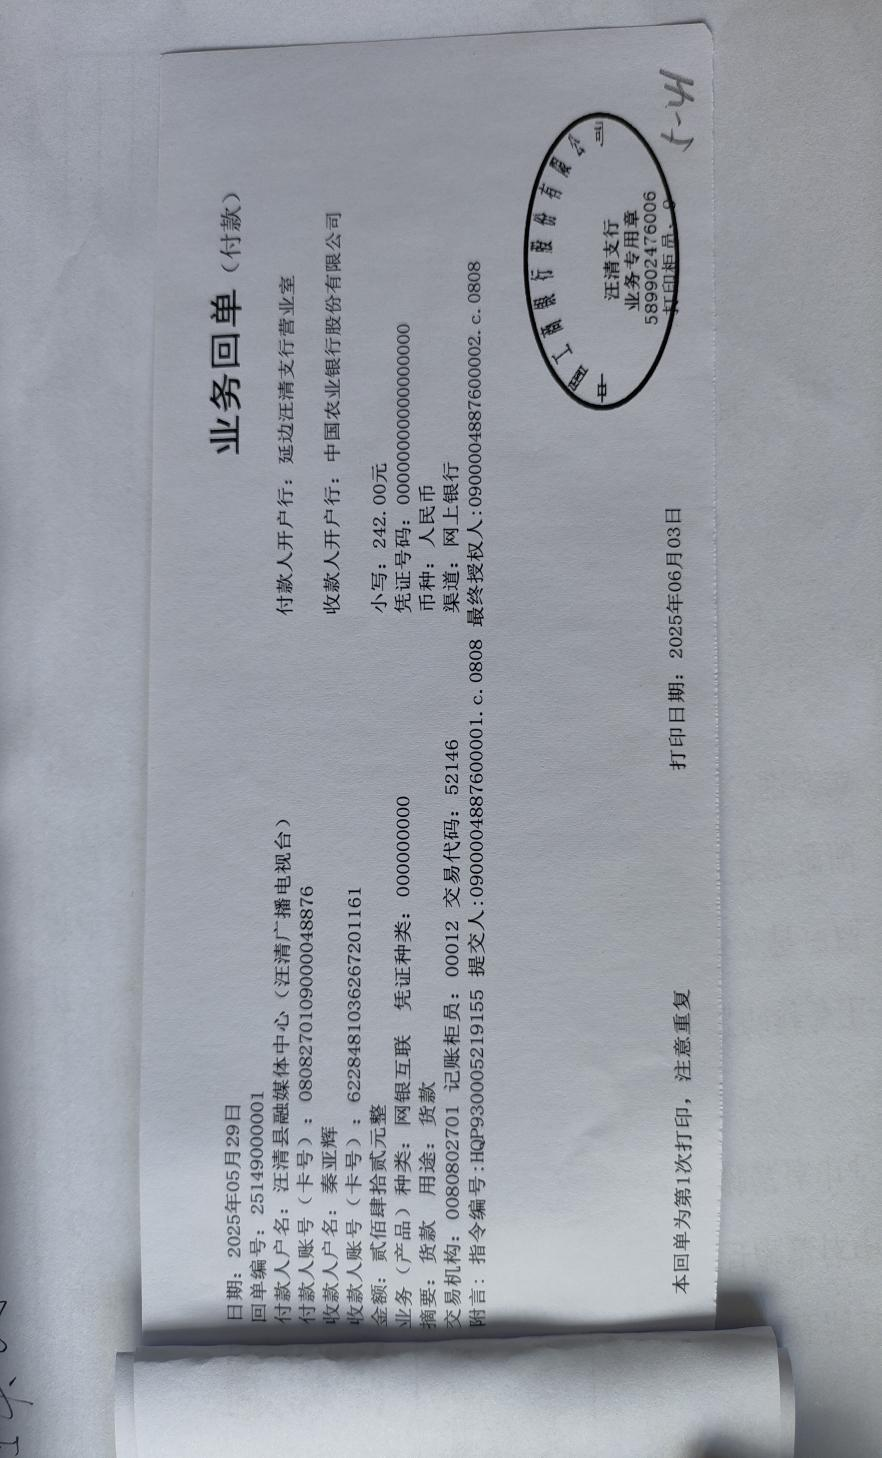 业务回单（付款）
日期：2025年05月29日
回单编号：25149000001
付款人户名：汪清县融媒体中心（汪清广播电视台） 付款人开户行：延边汪清支行营业室
付款人账号（卡号）：0808270109000048876
收款人户名：秦亚辉 收款人开户行：中国农业银行股份有限公司
收款人账号（卡号）：6228481036267201161
金额：贰佰肆拾贰元整 小写：242.00元
业务（产品）种类：网银互联 凭证种类：000000000 凭证号码：00000000000000000
摘要：货款 用途：货款 币种：人民币
交易机构：0080802701 记账柜员：00012 交易代码：52146 渠道：网上银行
附言：指令编号:HQP930005219155 提交人:0900004887600001.c.0808 最终授权人:0900004887600002.c.0808
中国工商银行股份有限公司
汪清支行
业务专用章
589902476006
本回单为第1次打印，注意重复 打印日期：2025年06月03日 打印柜员：9
5-44